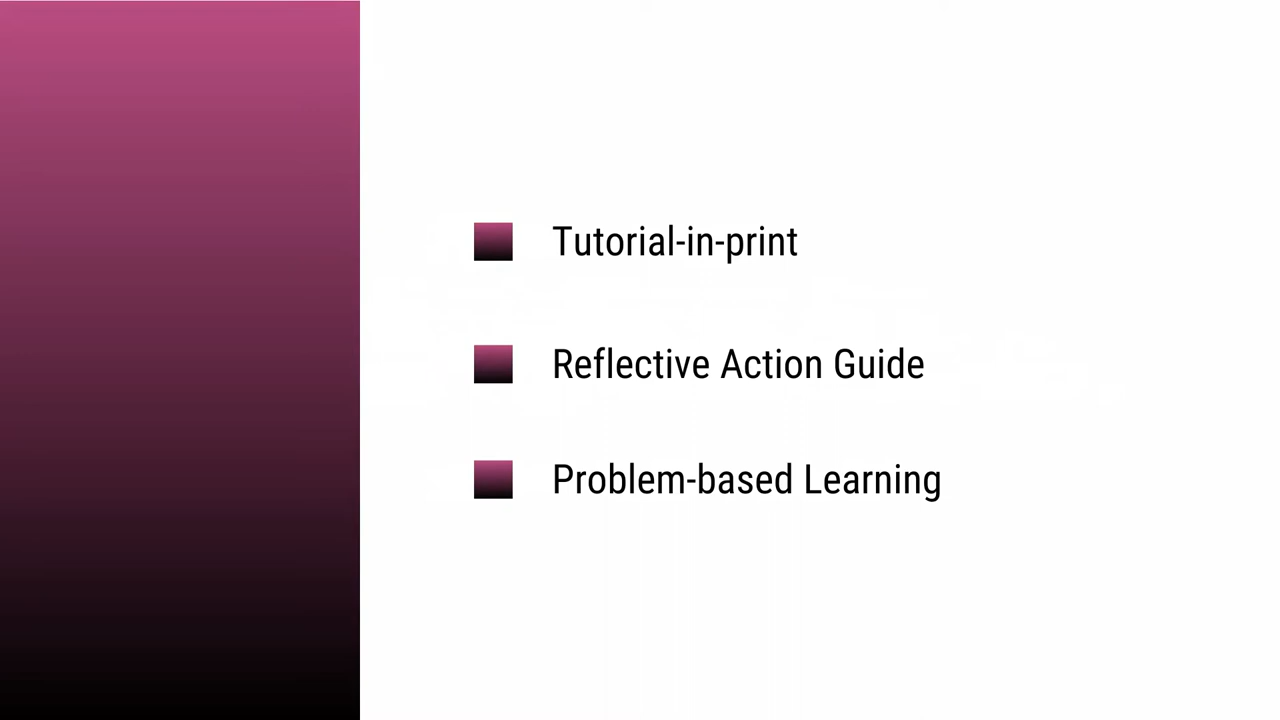 Tutorial-in-print
Reflective Action Guide
Problem-based Learning